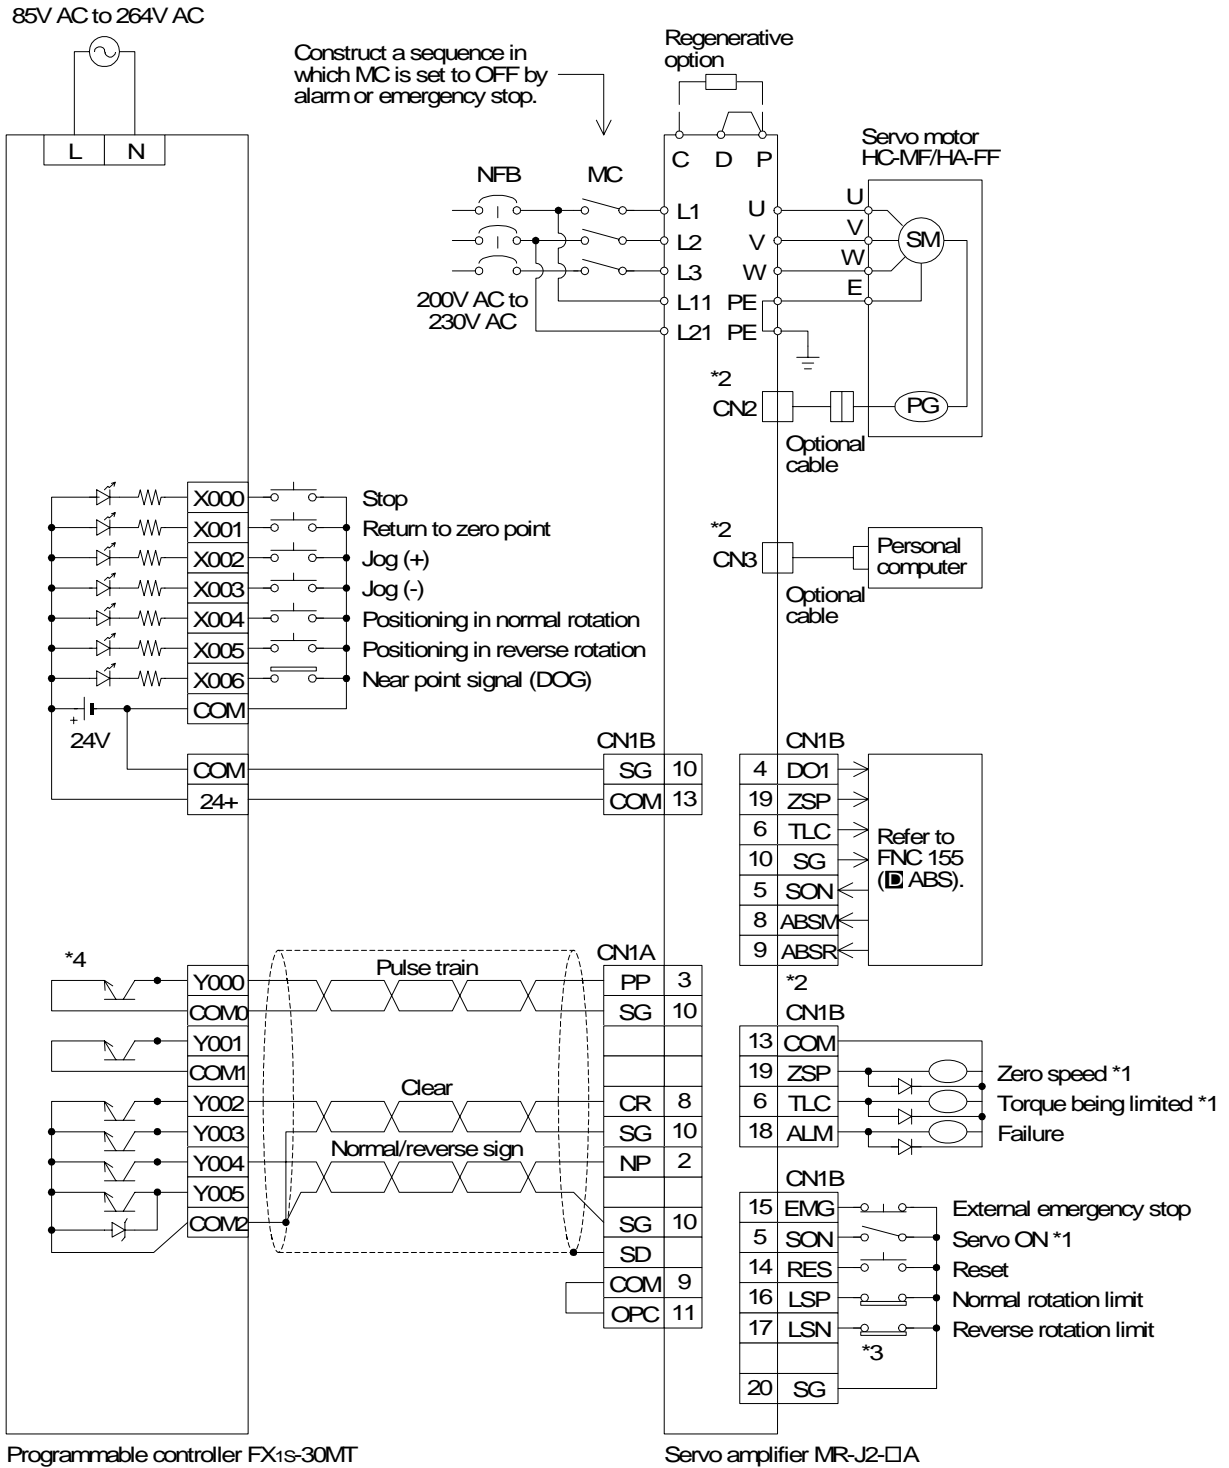 85V AC to 264V AC
L N
Construct a sequence in
which MC is set to OFF by
alarm or emergency stop.
Regenerative
option
C D P
Servo motor
HC-MF/HA-FF
NFB MC
L1 U U
L2 V V
L3 W W
L11 PE E
L21 PE
SM
200V AC to
230V AC
*2
CN2
PG
Optional
cable
X000 Stop
X001 Return to zero point
X002 Jog (+)
X003 Jog (-)
X004 Positioning in normal rotation
X005 Positioning in reverse rotation
X006 Near point signal (DOG)
COM
+
24V
*2
CN3
Personal
computer
Optional
cable
COM
24+
CN1B
SG 10
COM 13
CN1B
4 DO1
19 ZSP
6 TLC
10 SG
5 SON
8 ABSM
9 ABSR
Refer to
FNC 155
(D ABS).
*4
Y000
COM0
Y001
COM1
Y002
Y003
Y004
Y005
COM2
Pulse train
Clear
Normal/reverse sign
CN1A
PP 3
SG 10
CR 8
SG 10
NP 2
SG 10
SD
COM 9
OPC 11
*2
CN1B
13 COM
19 ZSP Zero speed *1
6 TLC Torque being limited *1
18 ALM Failure
CN1B
15 EMG External emergency stop
5 SON Servo ON *1
14 RES Reset
16 LSP Normal rotation limit
17 LSN Reverse rotation limit
*3
20 SG
Programmable controller FX1S-30MT
Servo amplifier MR-J2-□A